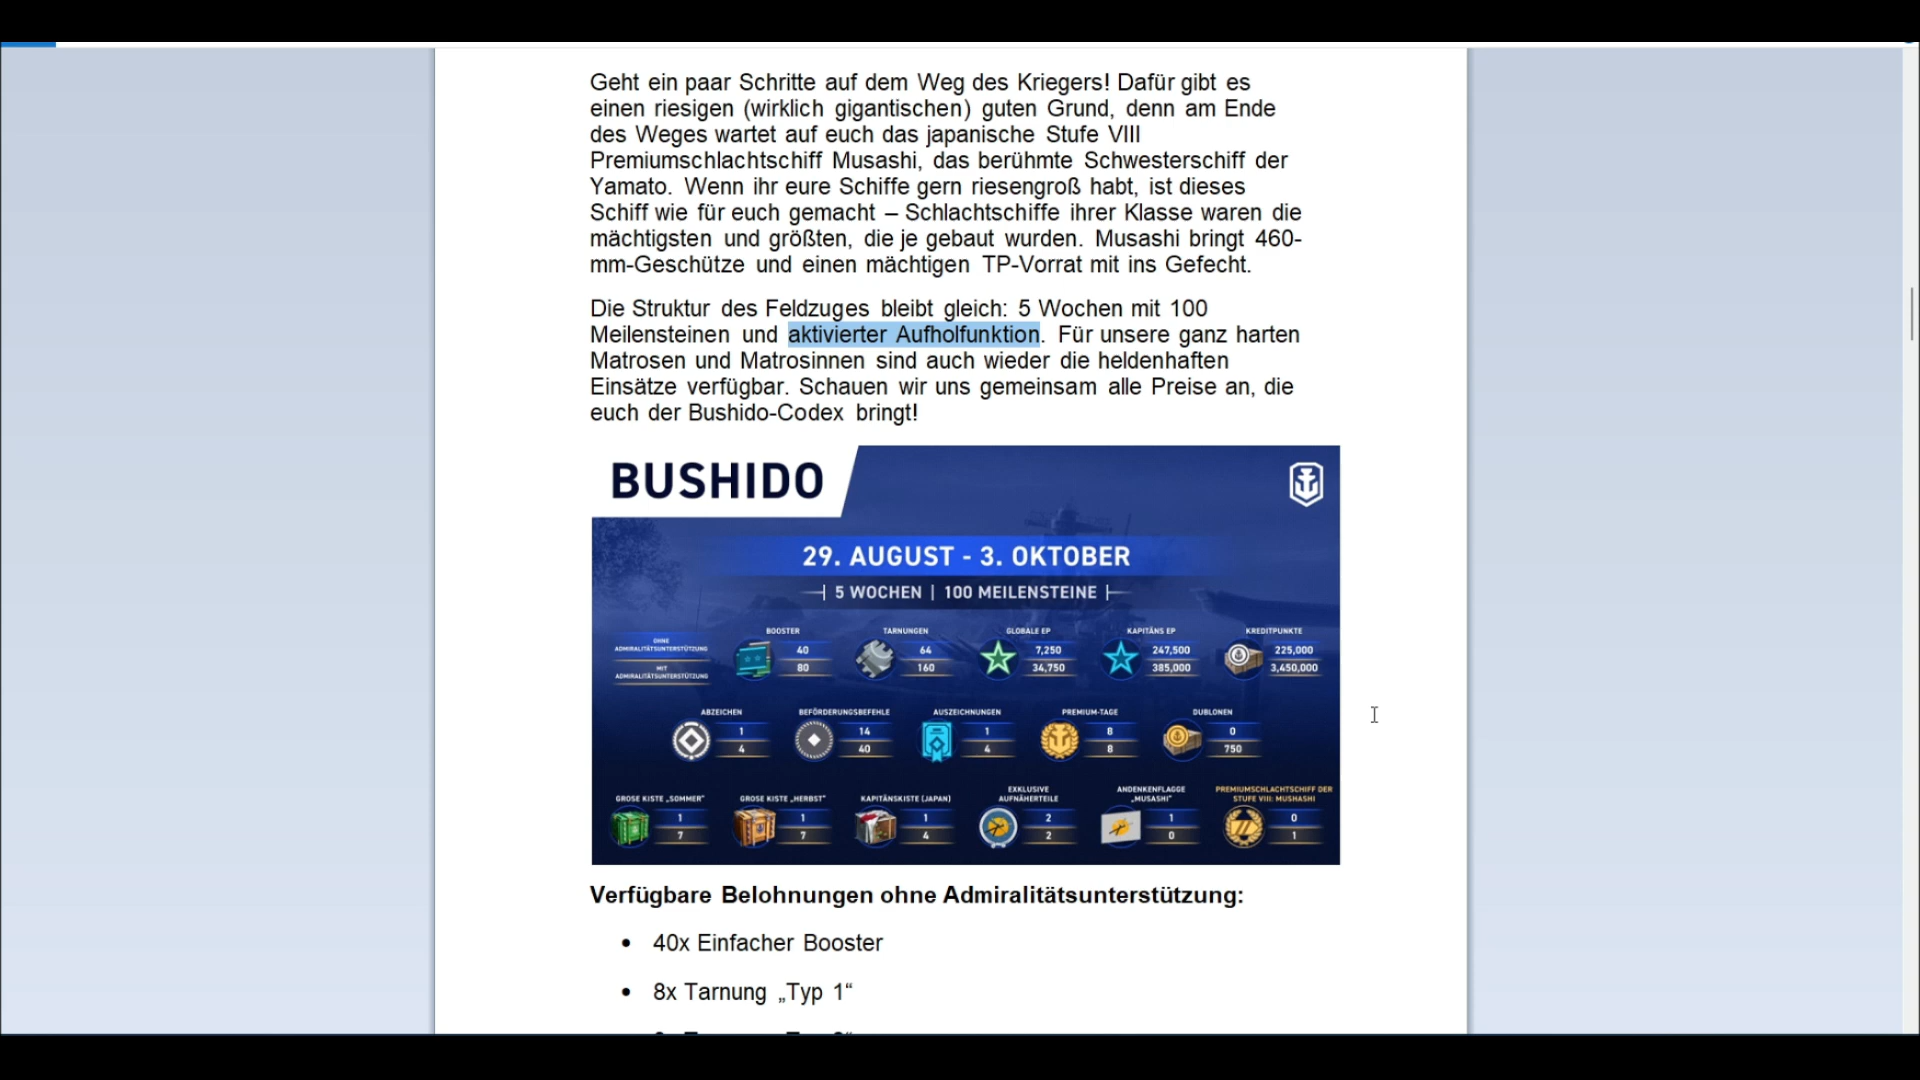 Geht ein paar Schritte auf dem Weg des Kriegers! Dafür gibt es
einen riesigen (wirklich gigantischen) guten Grund, denn am Ende
des Weges wartet auf euch das japanische Stufe VIII
Premiumschlachtschiff Musashi, das berühmte Schwesterschiff der
Yamato. Wenn ihr eure Schiffe gern riesengroß habt, ist dieses
Schiff wie für euch gemacht – Schlachtschiffe ihrer Klasse waren die
mächtigsten und größten, die je gebaut wurden. Musashi bringt 460-
mm-Geschütze und einen mächtigen TP-Vorrat mit ins Gefecht.
Die Struktur des Feldzuges bleibt gleich: 5 Wochen mit 100
Meilensteinen und aktivierter Aufholfunktion. Für unsere ganz harten
Matrosen und Matrosinnen sind auch wieder die heldenhaften
Einsätze verfügbar. Schauen wir uns gemeinsam alle Preise an, die
euch der Bushido-Codex bringt!
BUSHIDO
29. AUGUST - 3. OKTOBER
5 WOCHEN | 100 MEILENSTEINE
OHNE
ADMIRALITÄTSUNTERSTÜTZUNG
MIT
ADMIRALITÄTSUNTERSTÜTZUNG
BOOSTER
40
80
TARNUNGEN
64
160
GLOBALE EP
7,250
34,750
KAPITÄNS EP
247,500
385,000
KREDITPUNKTE
225,000
3,450,000
ABZEICHEN
1
4
BEFÖRDERUNGSBEFEHLE
14
40
AUSZEICHNUNGEN
1
4
PREMIUM-TAGE
8
8
DUBLONEN
0
750
GROSE KISTE „SOMMER“
1
7
GROSE KISTE „HERBST“
1
7
KAPITÄNSKISTE (JAPAN)
1
4
EXKLUSIVE
AUFNÄHERTEILE
2
2
ANDENKENFLAGGE
„MUSASHI“
1
0
PREMIUMSCHLACHTSCHIFF DER
STUFE VIII: MUSHASHI
0
1
Verfügbare Belohnungen ohne Admiralitätsunterstützung:
• 40x Einfacher Booster
• 8x Tarnung „Typ 1“